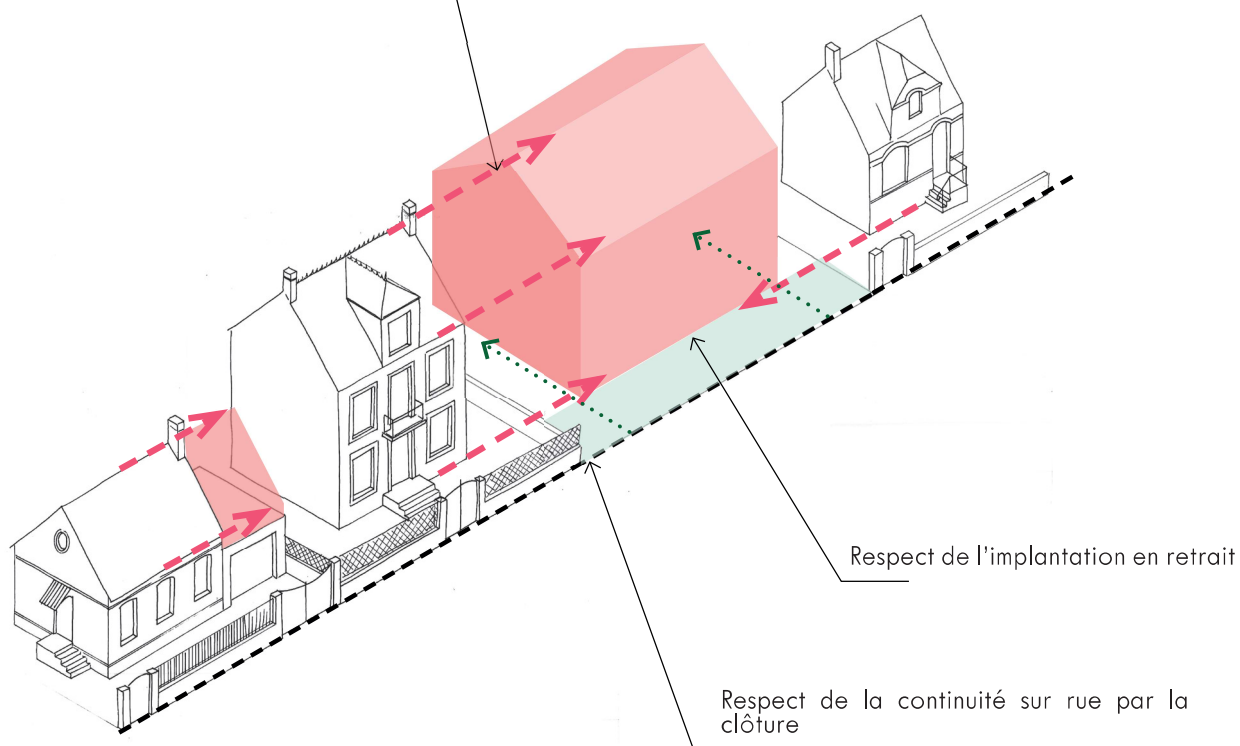 Respect de l'implantation en retrait
Respect de la continuité sur rue par la
clôture